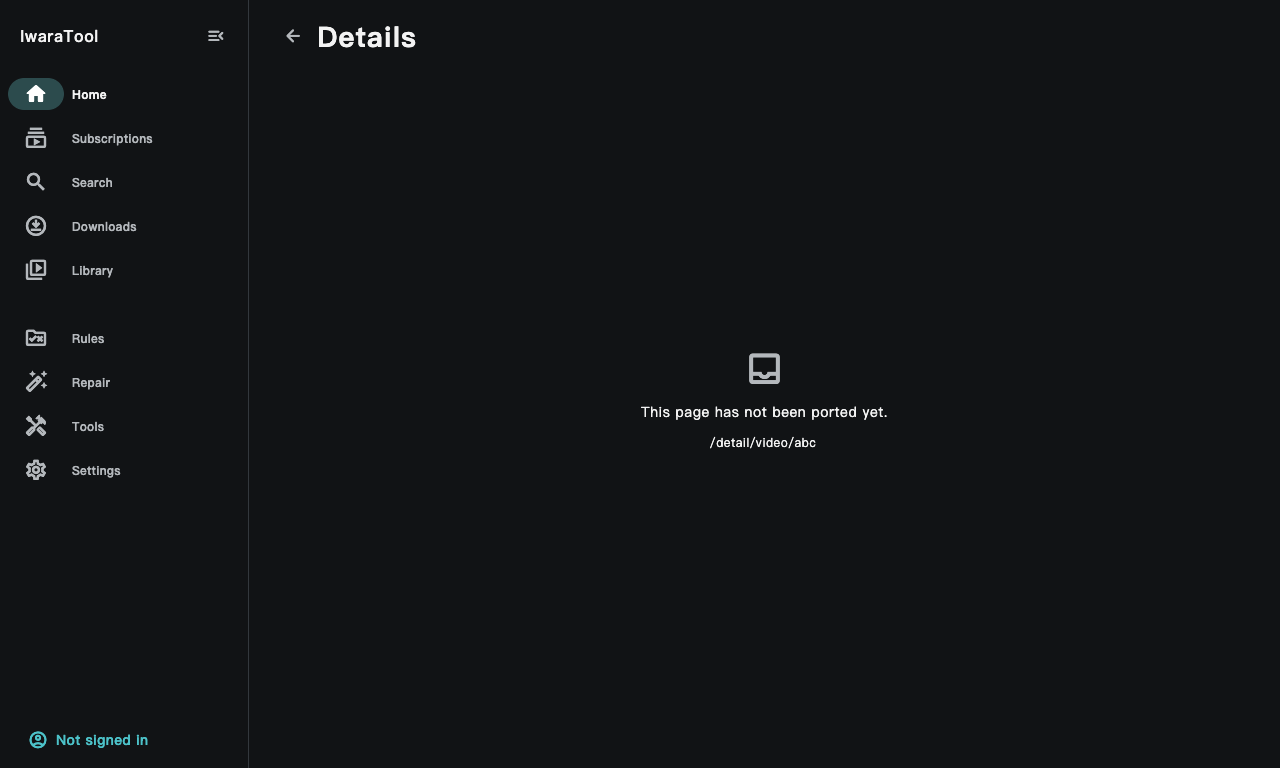 IwaraTool
Details
Home
Subscriptions
Search
Downloads
Library
Rules
Repair
Tools
Settings
This page has not been ported yet.
/detail/video/abc
Not signed in